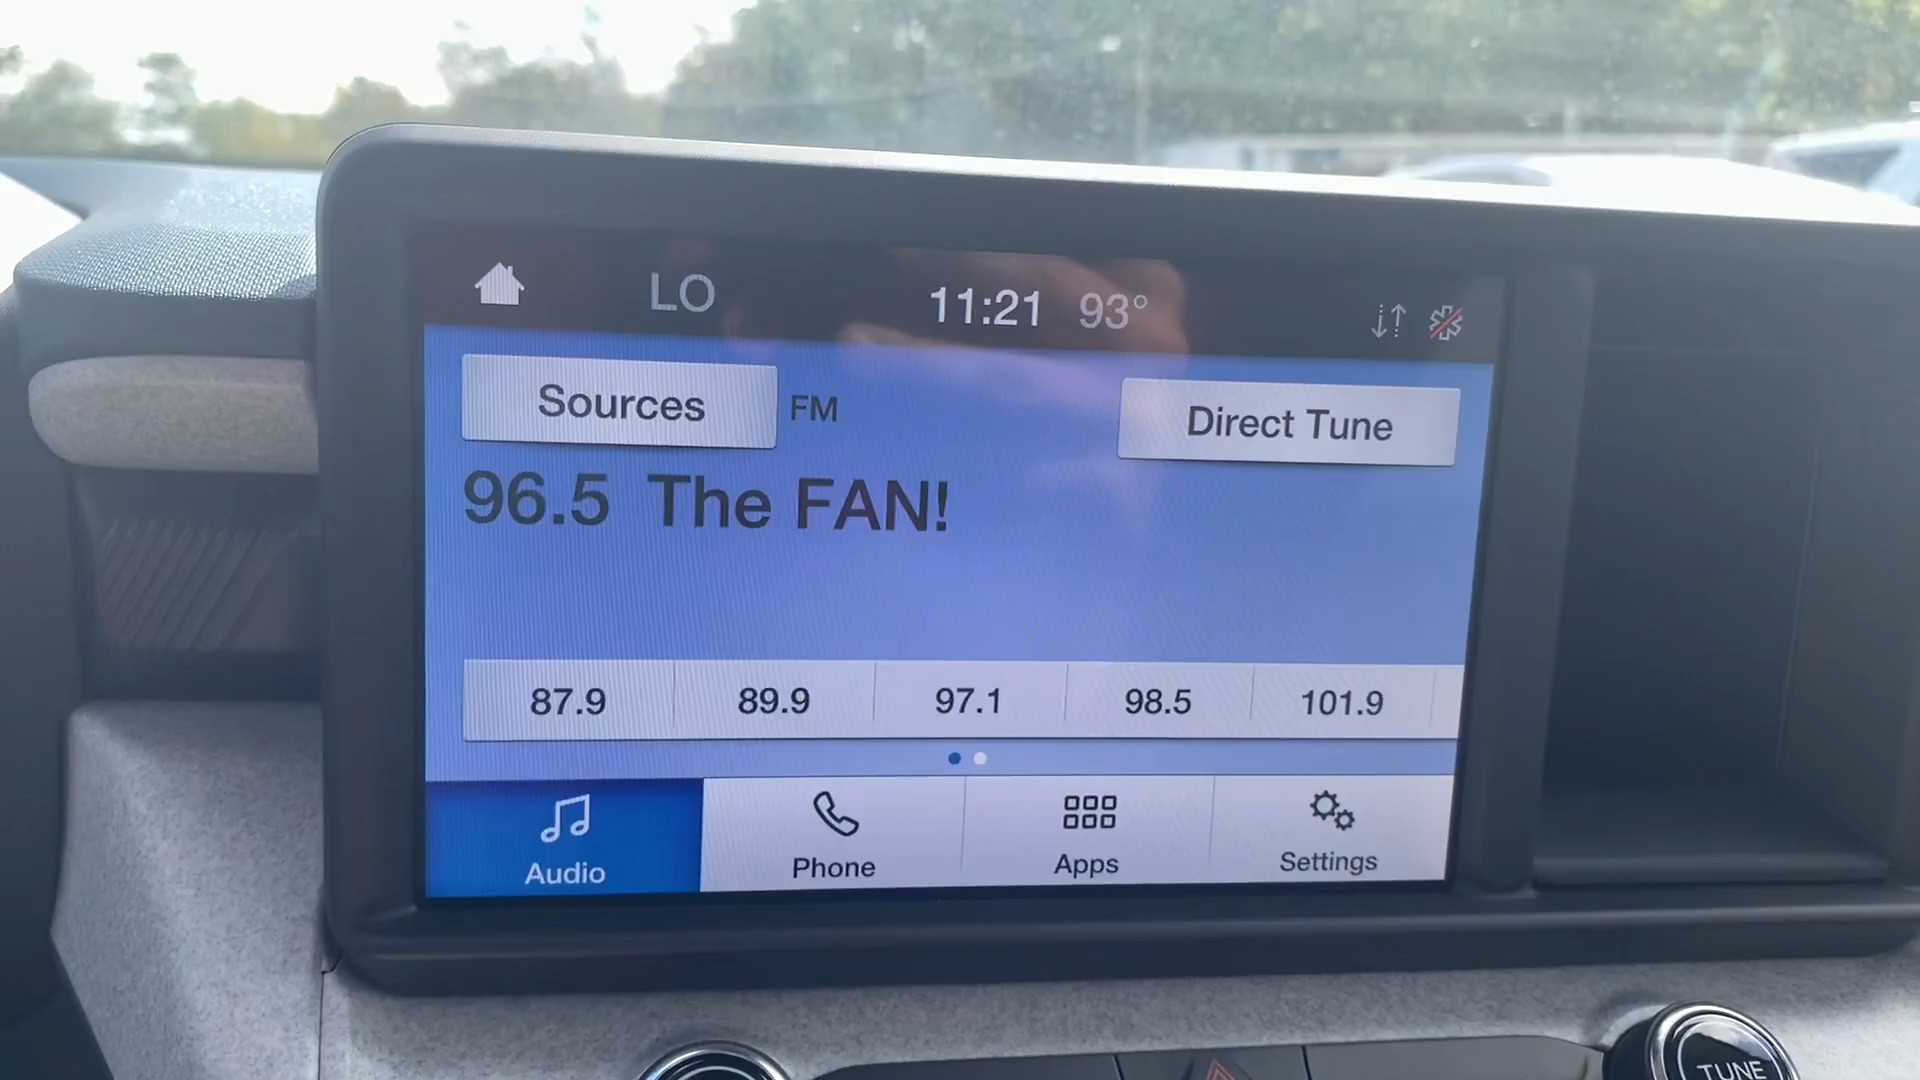 LO 11:21 93°
Sources FM Direct Tune
96.5 The FAN!
87.9 89.9 97.1 98.5 101.9
Audio Phone Apps Settings
TUNE